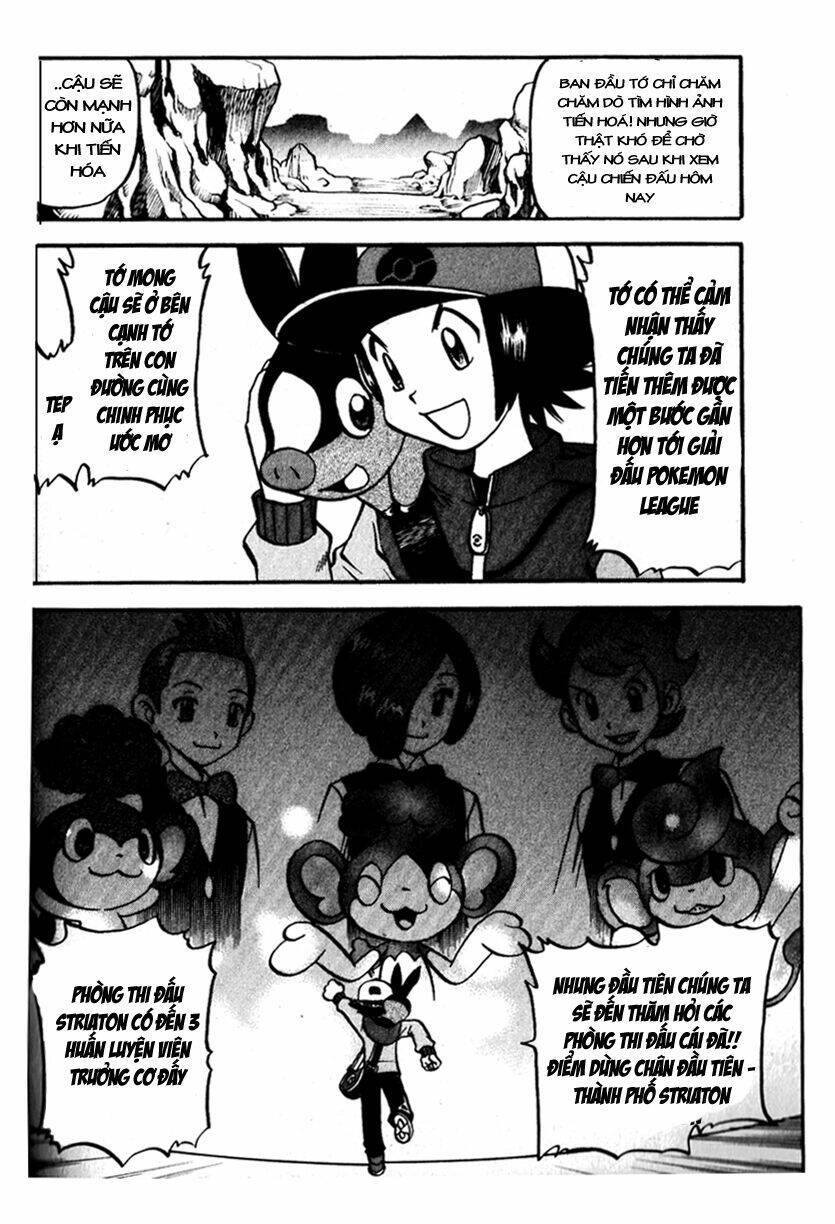 BAN ĐẦU TỚ CHỈ CHĂM
CHĂM DÒ TÌM HÌNH ẢNH
TIẾN HOÁ! NHƯNG GIỜ
THẬT KHÓ ĐỂ CHỜ
THẤY NÓ SAU KHI XEM
CẬU CHIẾN ĐẤU HÔM
NAY
..CẬU SẼ
CÒN MẠNH
HƠN NỮA
KHI TIẾN
HÓA
TỚ CÓ THỂ CẢM
NHẬN THẤY
CHÚNG TA ĐÃ
TIẾN THÊM ĐƯỢC
MỘT BƯỚC GẦN
HƠN TỚI GIẢI
ĐẤU POKEMON
LEAGUE
TỚ MONG
CẬU SẼ Ở BÊN
CẠNH TỚ
TRÊN CON
ĐƯỜNG CÙNG
CHINH PHỤC
ƯỚC MƠ
TEP
Ạ
NHƯNG ĐẦU TIÊN CHÚNG TA
SẼ ĐẾN THĂM HỎI CÁC
PHÒNG THI ĐẤU CÁI ĐÃ!!
ĐIỂM DỪNG CHÂN ĐẦU TIÊN -
THÀNH PHỐ STRIATON
PHÒNG THI ĐẤU
STRIATON CÓ ĐẾN 3
HUẤN LUYỆN VIÊN
TRƯỞNG CƠ ĐẤY